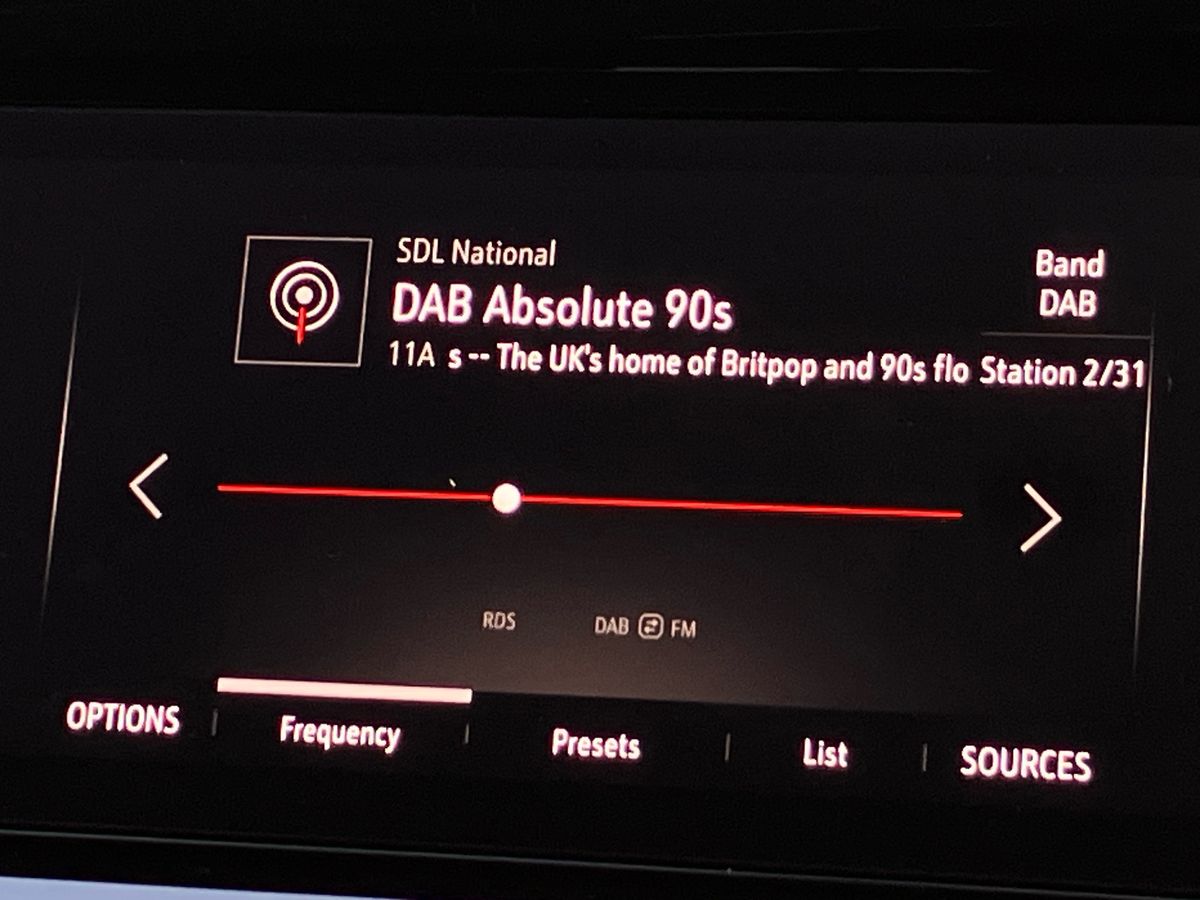 SDL National
DAB Absolute 90s
11A s -- The UK's home of Britpop and 90s flo
Band
DAB
Station 2/31
RDS
DAB FM
OPTIONS
Frequency
Presets
List
SOURCES